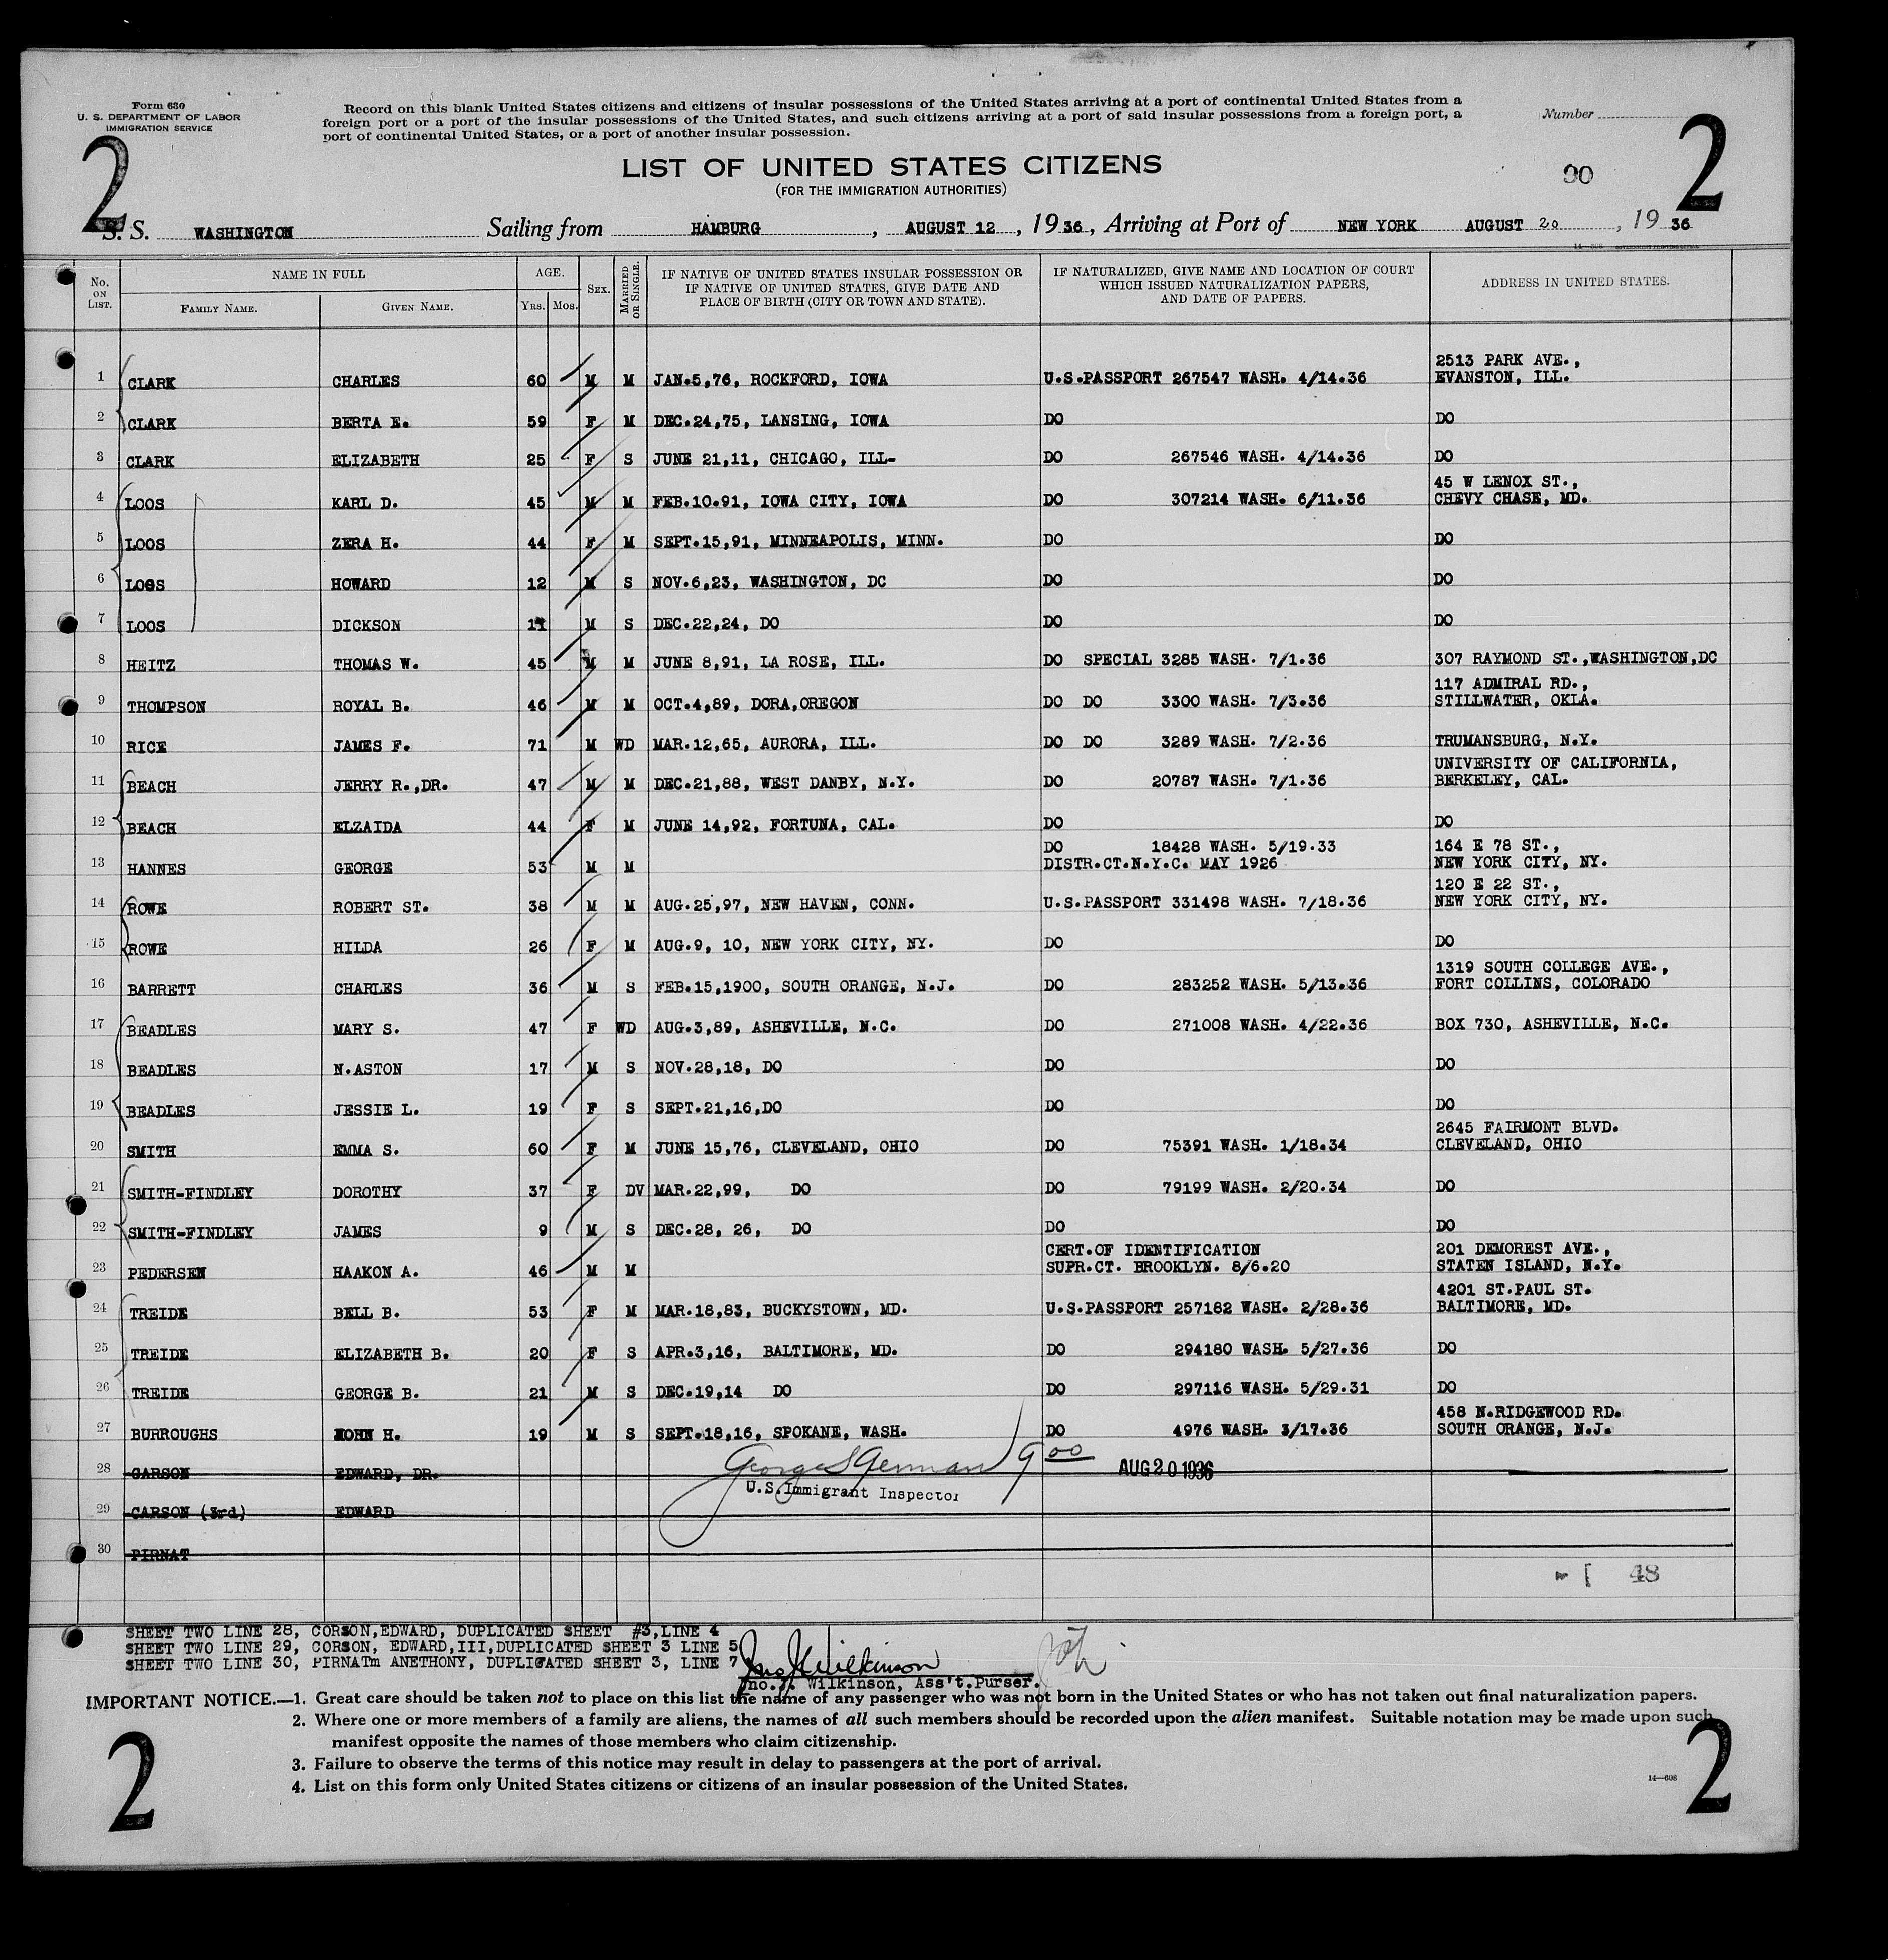 Form 630
U. S. DEPARTMENT OF LABOR
IMMIGRATION SERVICE
Record on this blank United States citizens and citizens of insular possessions of the United States arriving at a port of continental United States from a
foreign port or a port of the insular possessions of the United States, and such citizens arriving at a port of said insular possessions from a foreign port, a
port of continental United States, or a port of another insular possession.
Number
2 2
LIST OF UNITED STATES CITIZENS
(FOR THE IMMIGRATION AUTHORITIES)
90
S. S. WASHINGTON Sailing from HAMBURG, AUGUST 12, 1936, Arriving at Port of NEW YORK AUGUST 20, 1936
No. ON LIST. NAME IN FULL AGE. SEX. MARRIED OR SINGLE. IF NATIVE OF UNITED STATES INSULAR POSSESSION OR IF NATIVE OF UNITED STATES, GIVE DATE AND PLACE OF BIRTH (CITY OR TOWN AND STATE). IF NATURALIZED, GIVE NAME AND LOCATION OF COURT WHICH ISSUED NATURALIZATION PAPERS, AND DATE OF PAPERS. ADDRESS IN UNITED STATES.
FAMILY NAME. GIVEN NAME. Yrs. Mos.
1 CLARK CHARLES 60 M M JAN.5,76, ROCKFORD, IOWA U.S.PASSPORT 267547 WASH. 4/14.36 2513 PARK AVE., EVANSTON, ILL.
2 CLARK BERTA E. 59 F M DEC.24,75, LANSING, IOWA DO DO
3 CLARK ELIZABETH 25 F S JUNE 21,11, CHICAGO, ILL- DO 267546 WASH. 4/14.36 DO
4 LOOS KARL D. 45 M M FEB.10.91, IOWA CITY, IOWA DO 307214 WASH. 6/11.36 45 W LENOX ST., CHEVY CHASE, MD.
5 LOOS ZERA H. 44 F M SEPT.15,91, MINNEAPOLIS, MINN. DO DO
6 LOOS HOWARD 12 M S NOV.6,23, WASHINGTON, DC DO DO
7 LOOS DICKSON 11 M S DEC.22,24, DO DO DO
8 HEITZ THOMAS W. 45 M M JUNE 8,91, LA ROSE, ILL. DO SPECIAL 3285 WASH. 7/1.36 307 RAYMOND ST.,WASHINGTON,DC
9 THOMPSON ROYAL B. 46 M M OCT.4,89, DORA,OREGON DO DO 3300 WASH. 7/3.36 117 ADMIRAL RD., STILLWATER, OKLA.
10 RICE JAMES F. 71 M WD MAR.12,65, AURORA, ILL. DO DO 3289 WASH. 7/2.36 TRUMANSBURG, N.Y.
11 BEACH JERRY R.,DR. 47 M M DEC.21,88, WEST DANBY, N.Y. DO 20787 WASH. 7/1.36 UNIVERSITY OF CALIFORNIA, BERKELEY, CAL.
12 BEACH ELZAIDA 44 F M JUNE 14,92, FORTUNA, CAL. DO DO
13 HANNES GEORGE 53 M M DO 18428 WASH. 5/19.33 DISTR.CT.N.Y.C. MAY 1926 164 E 78 ST., NEW YORK CITY, NY.
14 ROWE ROBERT ST. 38 M M AUG.25,97, NEW HAVEN, CONN. U.S.PASSPORT 331498 WASH. 7/18.36 120 E 22 ST., NEW YORK CITY, NY.
15 ROWE HILDA 26 F M AUG.9, 10, NEW YORK CITY, NY. DO DO
16 BARRETT CHARLES 36 M S FEB.15,1900, SOUTH ORANGE, N.J. DO 283252 WASH. 5/13.36 1319 SOUTH COLLEGE AVE., FORT COLLINS, COLORADO
17 BEADLES MARY S. 47 F WD AUG.3,89, ASHEVILLE, N.C. DO 271008 WASH. 4/22.36 BOX 730, ASHEVILLE, N.C.
18 BEADLES N.ASTON 17 M S NOV.28,18, DO DO DO
19 BEADLES JESSIE L. 19 F S SEPT.21,16,DO DO DO
20 SMITH EMMA S. 60 F M JUNE 15,76, CLEVELAND, OHIO DO 75391 WASH. 1/18.34 2645 FAIRMONT BLVD. CLEVELAND, OHIO
21 SMITH-FINDLEY DOROTHY 37 F DV MAR.22,99, DO DO 79199 WASH. 2/20.34 DO
22 SMITH-FINDLEY JAMES 9 M S DEC.28, 26, DO DO DO
23 PEDERSEN HAAKON A. 46 M M CERT.OF IDENTIFICATION SUPR.CT. BROOKLYN. 8/6.20 201 DEMOREST AVE., STATEN ISLAND, N.Y.
24 TREIDE BELL B. 53 F M MAR.18,83, BUCKYSTOWN, MD. U.S.PASSPORT 257182 WASH. 2/28.36 4201 ST.PAUL ST. BALTIMORE, MD.
25 TREIDE ELIZABETH B. 20 F S APR.3,16, BALTIMORE, MD. DO 294180 WASH. 5/27.36 DO
26 TREIDE GEORGE B. 21 M S DEC.19,14 DO DO 297116 WASH. 5/29.31 DO
27 BURROUGHS JOHN H. 19 M S SEPT.18,16, SPOKANE, WASH. DO 4976 WASH. 3/17.36 458 N.RIDGEWOOD RD. SOUTH ORANGE, N.J.
28 CARSON EDWARD, DR. George S German 9 00 AUG 20 1936
U.S. Immigrant Inspector
29 CARSON (3rd) EDWARD
30 PIRNAT
48
SHEET TWO LINE 28, CORSON,EDWARD, DUPLICATED SHEET #3,LINE 4
SHEET TWO LINE 29, CORSON, EDWARD,III,DUPLICATED SHEET 3 LINE 5
SHEET TWO LINE 30, PIRNATm ANETHONY, DUPLICATED SHEET 3, LINE 7
Jno J Wilkinson
Jno.J. Wilkinson, Ass't.Purser.
IMPORTANT NOTICE.—1. Great care should be taken not to place on this list the name of any passenger who was not born in the United States or who has not taken out final naturalization papers.
2. Where one or more members of a family are aliens, the names of all such members should be recorded upon the alien manifest. Suitable notation may be made upon such
manifest opposite the names of those members who claim citizenship.
3. Failure to observe the terms of this notice may result in delay to passengers at the port of arrival.
4. List on this form only United States citizens or citizens of an insular possession of the United States.
14—608
2 2